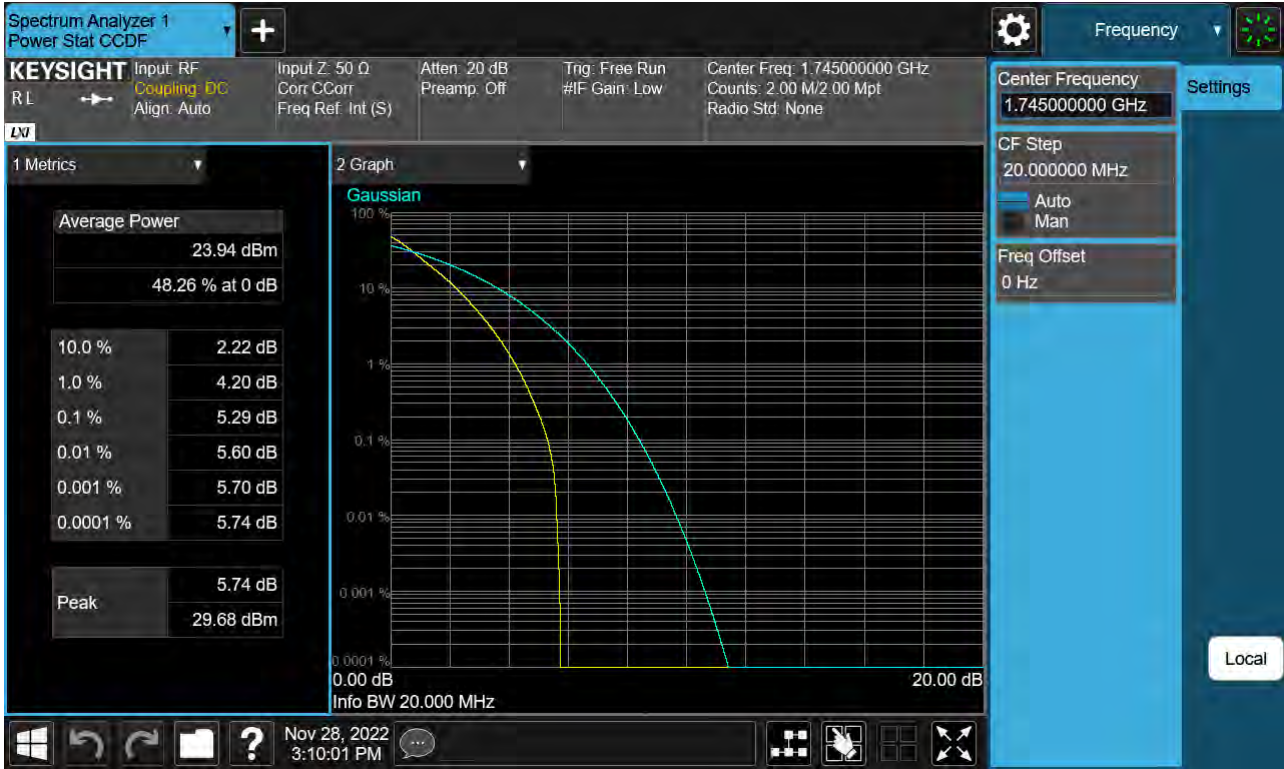 Spectrum Analyzer 1
Power Stat CCDF
+
Frequency
KEYSIGHT
RL
LXI
Input: RF
Coupling: DC
Align: Auto
Input Z: 50 Ω
Corr CCorr
Freq Ref: Int (S)
Atten: 20 dB
Preamp: Off
Trig: Free Run
#IF Gain: Low
Center Freq: 1.745000000 GHz
Counts: 2.00 M/2.00 Mpt
Radio Std: None
1 Metrics
Average Power
23.94 dBm
48.26 % at 0 dB
10.0 % 2.22 dB
1.0 % 4.20 dB
0.1 % 5.29 dB
0.01 % 5.60 dB
0.001 % 5.70 dB
0.0001 % 5.74 dB
Peak
5.74 dB
29.68 dBm
2 Graph
Gaussian
100 %
10 %
1 %
0.1 %
0.01 %
0.001 %
0.0001 %
0.00 dB 20.00 dB
Info BW 20.000 MHz
Center Frequency
1.745000000 GHz
CF Step
20.000000 MHz
Auto
Man
Freq Offset
0 Hz
Settings
Local
?
Nov 28, 2022
3:10:01 PM